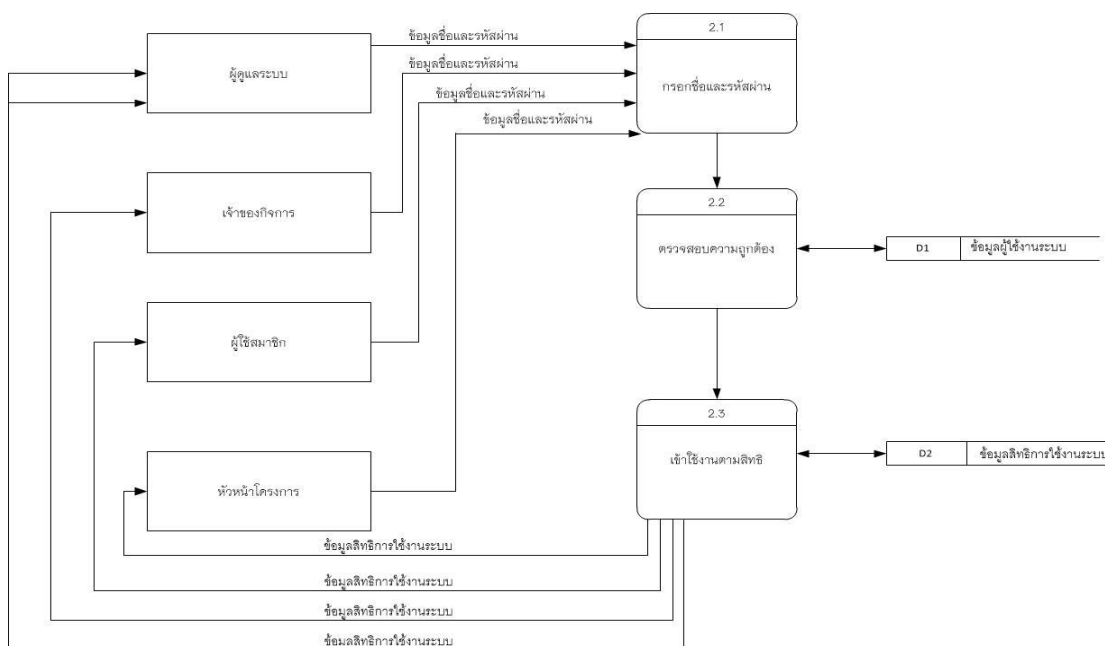 ข้อมูลชื่อและรหัสผ่าน
2.1
ผู้ดูแลระบบ
ข้อมูลชื่อและรหัสผ่าน
กรอกชื่อและรหัสผ่าน
ข้อมูลชื่อและรหัสผ่าน
ข้อมูลชื่อและรหัสผ่าน
2.2
เจ้าของกิจการ
ตรวจสอบความถูกต้อง
D1
ข้อมูลผู้ใช้งานระบบ
ผู้ใช้สมาชิก
2.3
เข้าใช้งานตามสิทธิ
D2
ข้อมูลสิทธิการใช้งานระบบ
หัวหน้าโครงการ
ข้อมูลสิทธิการใช้งานระบบ
ข้อมูลสิทธิการใช้งานระบบ
ข้อมูลสิทธิการใช้งานระบบ
ข้อมูลสิทธิการใช้งานระบบ